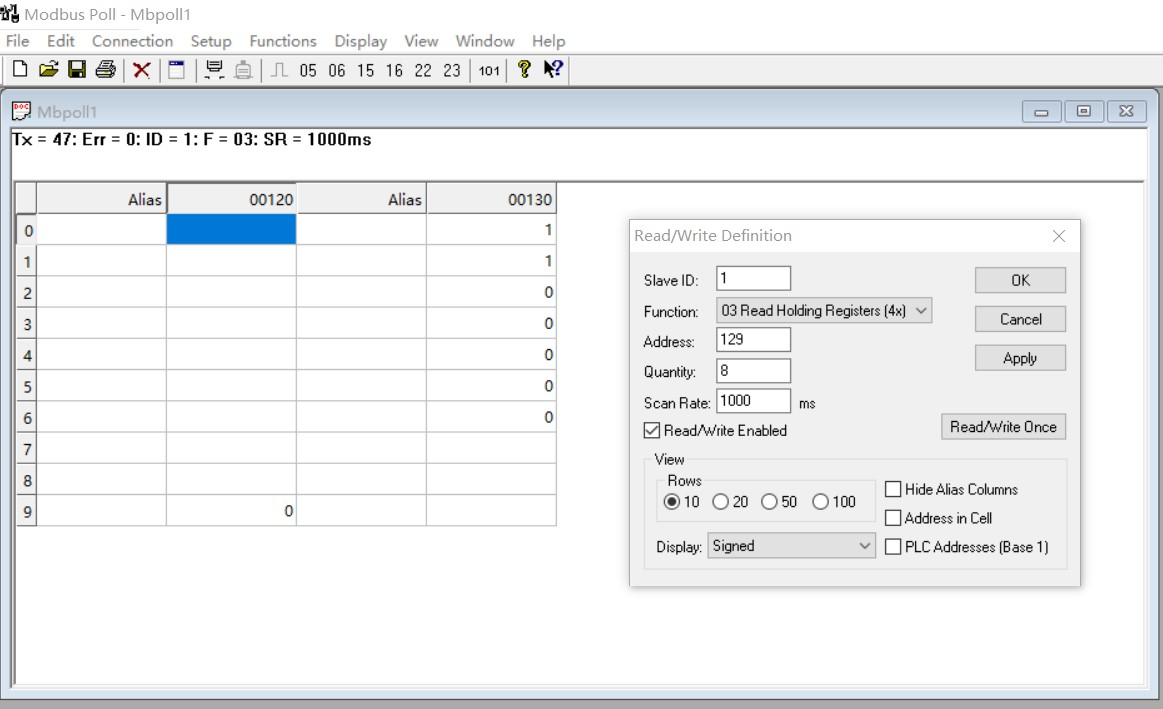 Modbus Poll - Mbpoll1
File Edit Connection Setup Functions Display View Window Help
05 06 15 16 22 23 101
Mbpoll1
Tx = 47: Err = 0: ID = 1: F = 03: SR = 1000ms
Alias 00120 Alias 00130
0 1
1 1
2 0
3 0
4 0
5 0
6 0
7
8
9 0
Read/Write Definition
Slave ID: 1 OK
Function: 03 Read Holding Registers (4x) Cancel
Address: 129
Apply
Quantity: 8
Scan Rate: 1000 ms
Read/Write Enabled Read/Write Once
View
Rows
10 20 50 100
Hide Alias Columns
Address in Cell
Display: Signed PLC Addresses (Base 1)